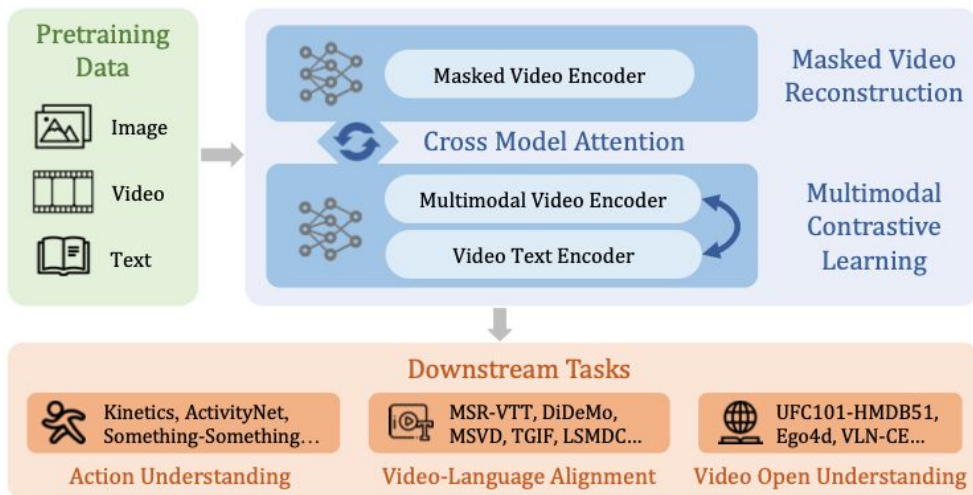 Pretraining
Data
Image
Video
Text
Masked Video Encoder
Masked Video
Reconstruction
Cross Model Attention
Multimodal Video Encoder
Video Text Encoder
Multimodal
Contrastive
Learning
Downstream Tasks
Kinetics, ActivityNet,
Something-Something...
Action Understanding
MSR-VTT, DiDeMo,
MSVD, TGIF, LSMDC...
Video-Language Alignment
UFC101-HMDB51,
Ego4d, VLN-CE...
Video Open Understanding